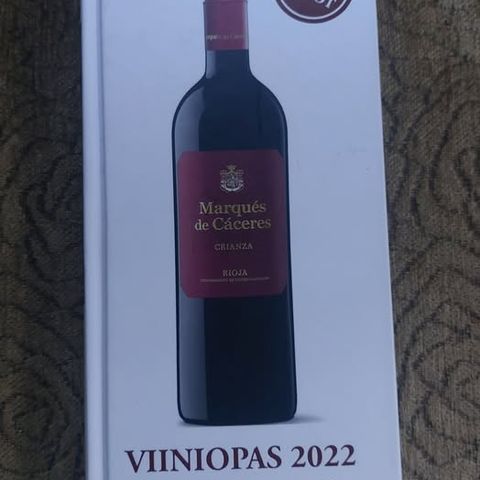 Marqués
de Cáceres
CRIANZA
RIOJA
VIINIOPAS 2022